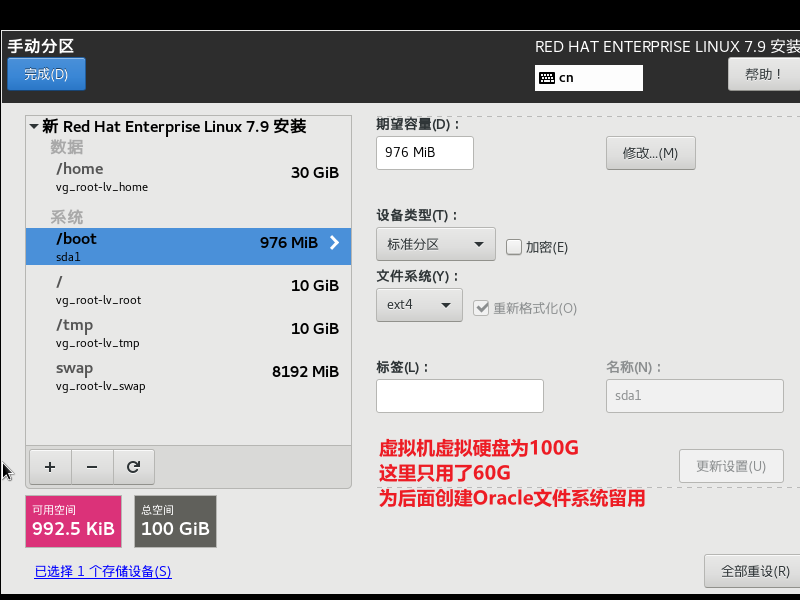 手动分区
RED HAT ENTERPRISE LINUX 7.9 安装
完成(D)
cn
帮助！
新 Red Hat Enterprise Linux 7.9 安装
数据
/home
30 GiB
vg_root-lv_home
系统
/boot
976 MiB
sda1
/
10 GiB
vg_root-lv_root
/tmp
10 GiB
vg_root-lv_tmp
swap
8192 MiB
vg_root-lv_swap
期望容量(D)：
976 MiB
修改...(M)
设备类型(T)：
标准分区
加密(E)
文件系统(Y)：
ext4
重新格式化(O)
标签(L)：
名称(N)：
sda1
虚拟机虚拟硬盘为100G
这里只用了60G
为后面创建Oracle文件系统留用
更新设置(U)
可用空间
992.5 KiB
总空间
100 GiB
已选择 1 个存储设备(S)
全部重设(R)